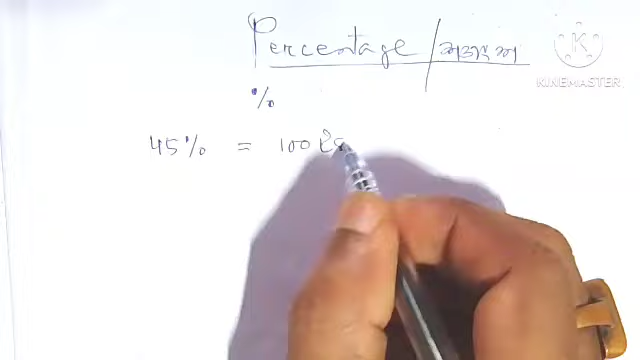 Percentage /
%
45% = 100
KINEMASTER